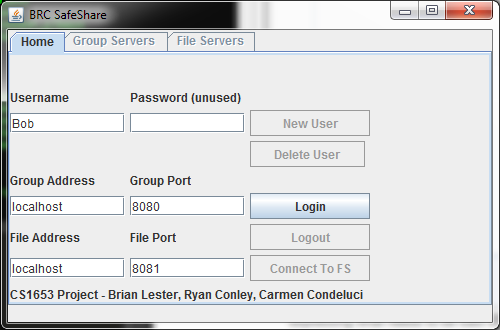 BRC SafeShare
Home Group Servers File Servers
Username Password (unused)
Bob New User
Delete User
Group Address Group Port
localhost 8080 Login
File Address File Port Logout
localhost 8081 Connect To FS
CS1653 Project - Brian Lester, Ryan Conley, Carmen Condeluci